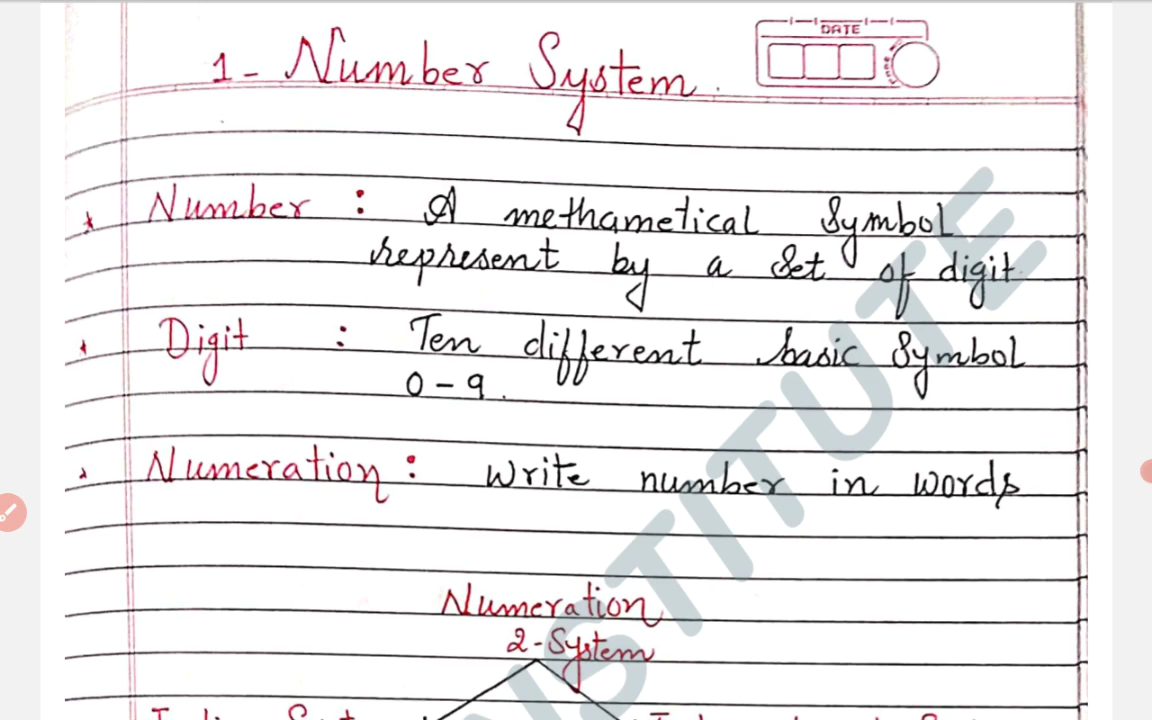 DATE
1- Number System.
Number : A methametical Symbol
represent by a Set of digit
Digit : Ten different basic Symbol
0-9.
Numeration : Write number in words
Numeration
2-System
INSTITUTE